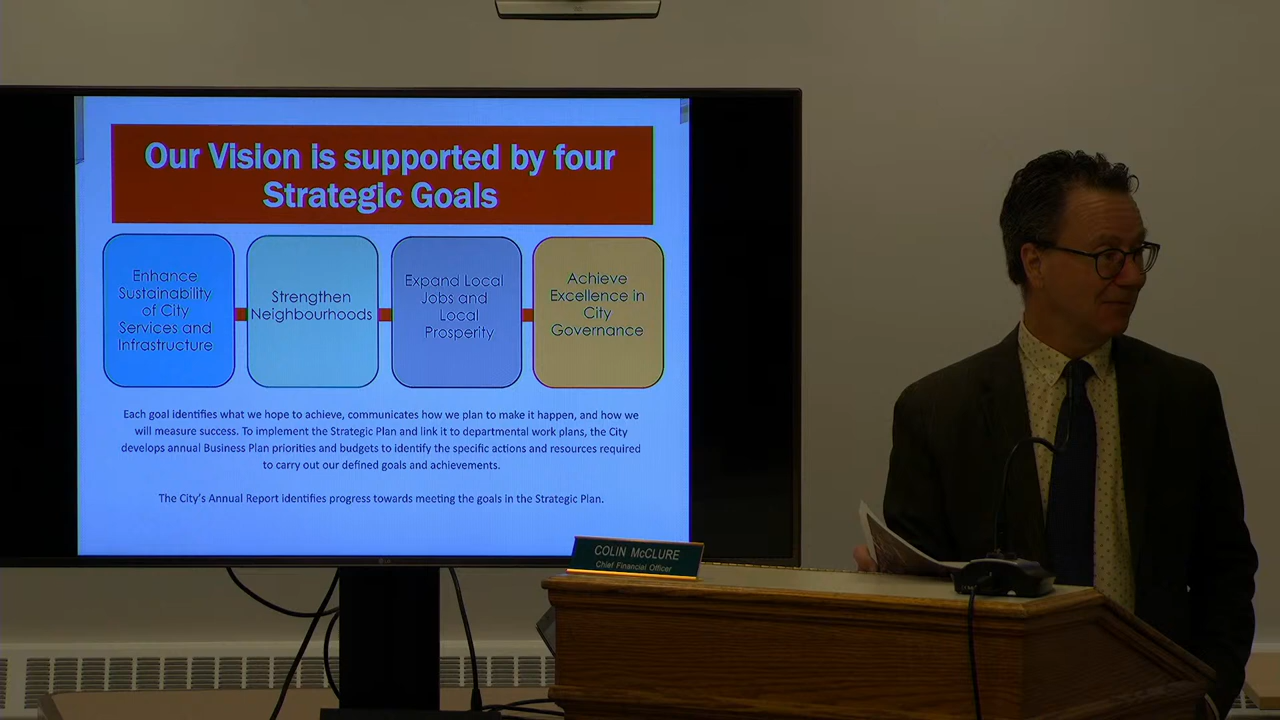 Our Vision is supported by four
Strategic Goals
Enhance
Sustainability
of City
Services and
Infrastructure
Strengthen
Neighbourhoods
Expand Local
Jobs and
Local
Prosperity
Achieve
Excellence in
City
Governance
Each goal identifies what we hope to achieve, communicates how we plan to make it happen, and how we
will measure success. To implement the Strategic Plan and link it to departmental work plans, the City
develops annual Business Plan priorities and budgets to identify the specific actions and resources required
to carry out our defined goals and achievements.
The City's Annual Report identifies progress towards meeting the goals in the Strategic Plan.
LG
COLIN McCLURE
Chief Financial Officer